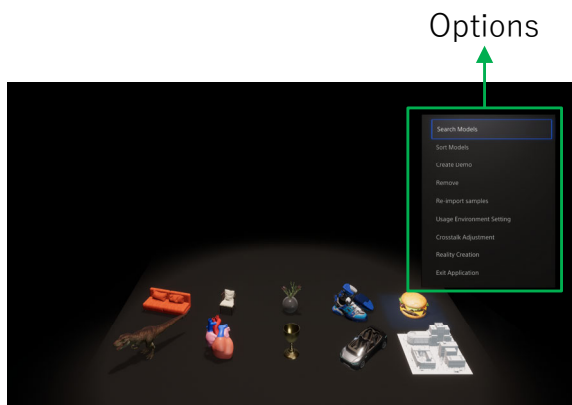 Options
Search Models
Sort Models
Create Demo
Remove
Re-import samples
Usage Environment Setting
Crosstalk Adjustment
Reality Creation
Exit Application